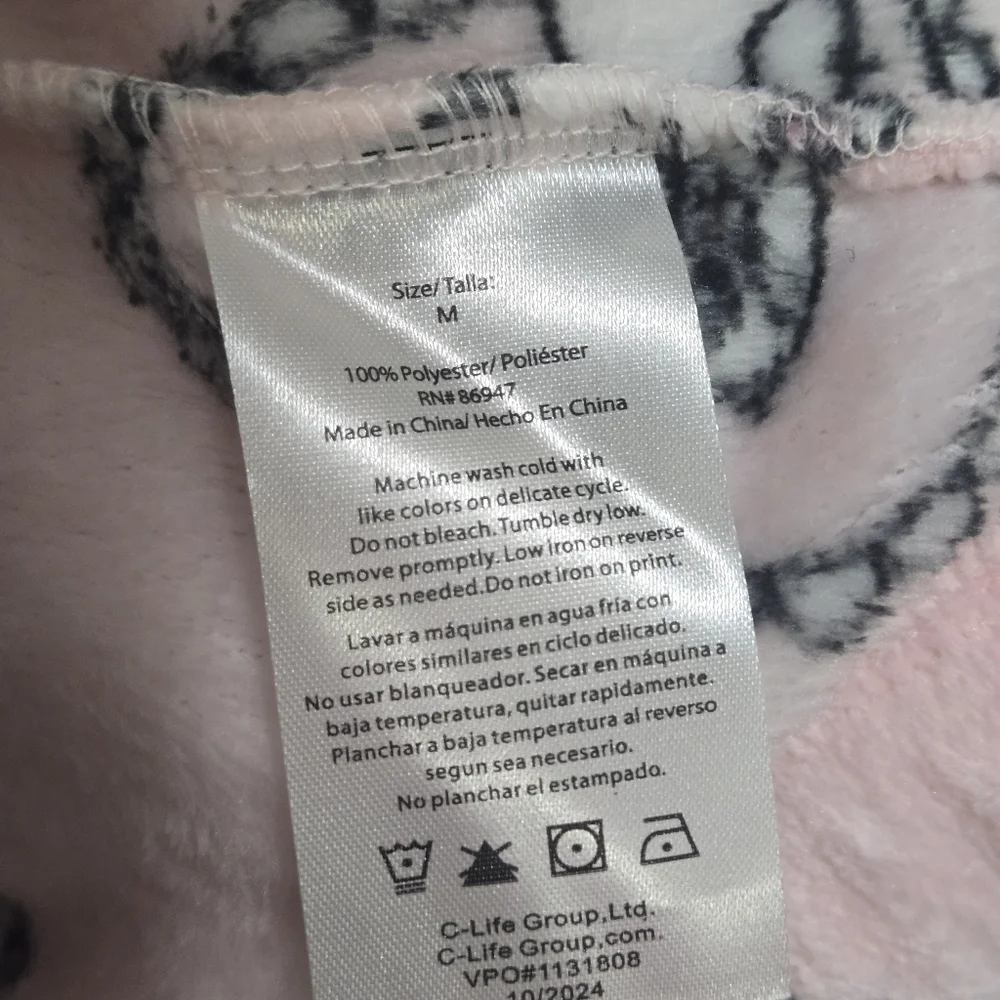 Size/ Talla:
M
100% Polyester/ Poliéster
RN# 86947
Made in China/ Hecho En China
Machine wash cold with
like colors on delicate cycle.
Do not bleach. Tumble dry low.
Remove promptly. Low iron on reverse
side as needed. Do not iron on print.
Lavar a máquina en agua fría con
colores similares en ciclo delicado.
No usar blanqueador. Secar en máquina a
baja temperatura, quitar rapidamente.
Planchar a baja temperatura al reverso
segun sea necesario.
No planchar el estampado.
C-Life Group,Ltd.
C-Life Group,com.
VPO#1131808
10/2024